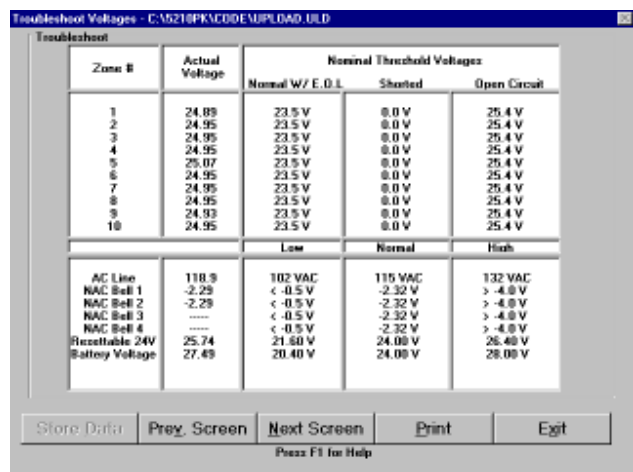 Troubleshoot Voltages - C:\5210PK\CODE\UPLOAD.ULD
Troubleshoot
Zone # Actual Voltage Nominal Threshold Voltages
Normal W/ E.O.L Shorted Open Circuit
1 24.89 23.5 V 0.0 V 25.4 V
2 24.95 23.5 V 0.0 V 25.4 V
3 24.95 23.5 V 0.0 V 25.4 V
4 24.95 23.5 V 0.0 V 25.4 V
5 25.07 23.5 V 0.0 V 25.4 V
6 24.95 23.5 V 0.0 V 25.4 V
7 24.95 23.5 V 0.0 V 25.4 V
8 24.95 23.5 V 0.0 V 25.4 V
9 24.93 23.5 V 0.0 V 25.4 V
10 24.95 23.5 V 0.0 V 25.4 V
Low Normal High
AC Line 118.9 102 VAC 115 VAC 132 VAC
NAC Bell 1 -2.29 < -0.5 V -2.32 V > -4.0 V
NAC Bell 2 -2.29 < -0.5 V -2.32 V > -4.0 V
NAC Bell 3 ----- < -0.5 V -2.32 V > -4.0 V
NAC Bell 4 ----- < -0.5 V -2.32 V > -4.0 V
Resettable 24V 25.74 21.60 V 24.00 V 26.40 V
Battery Voltage 27.49 20.40 V 24.00 V 28.00 V
Store Data Prev. Screen Next Screen Print Exit
Press F1 for Help